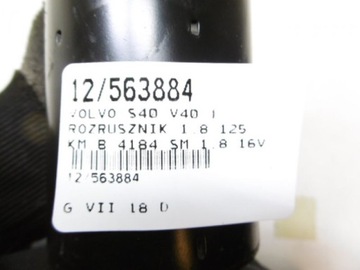 12/563884
VOLVO S40 V40 I
ROZRUSZNIK 1.8 125
KM B 4184 SM 1.8 16V
12/563884
G VII 18 D